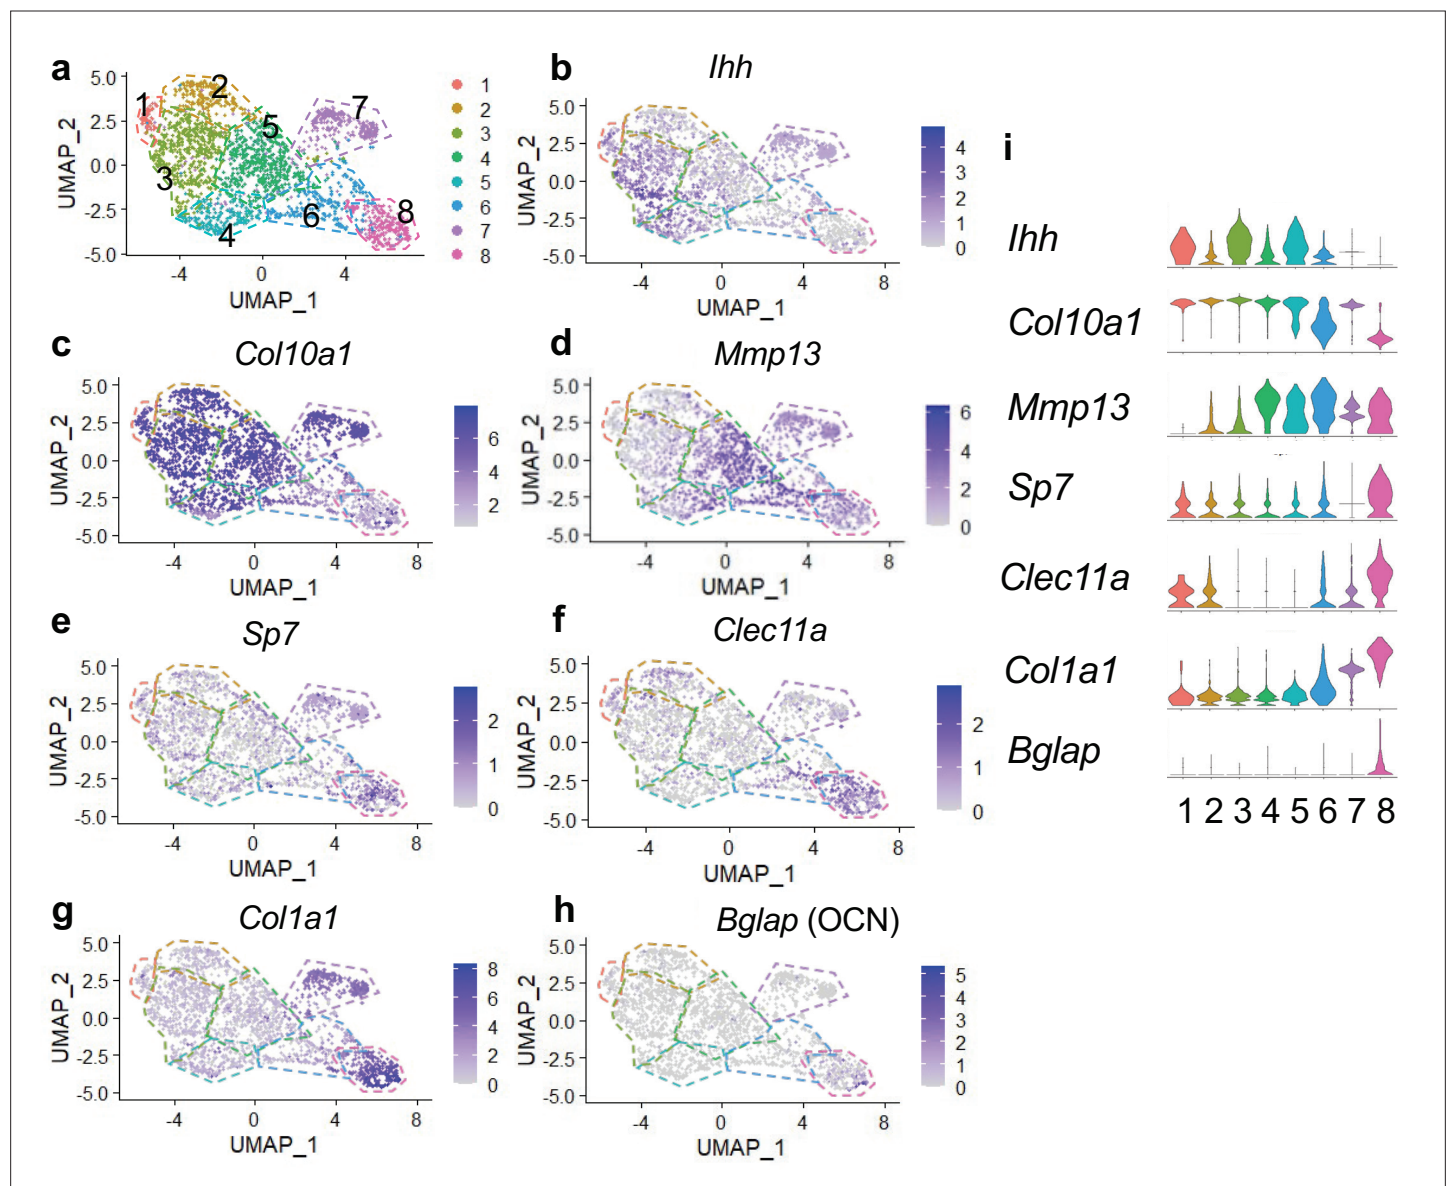 a
5.0
2.5
0.0
-2.5
-5.0
UMAP_2
-4
0
4
UMAP_1
1
2
3
4
5
6
7
8
1
2
3
4
5
6
7
8
b
Ihh
5.0
2.5
0.0
-2.5
-5.0
UMAP_2
-4
0
4
8
UMAP_1
4
3
2
1
0
c
Col10a1
5.0
2.5
0.0
-2.5
-5.0
UMAP_2
-4
0
4
8
UMAP_1
6
4
2
d
Mmp13
5.0
2.5
0.0
-2.5
-5.0
UMAP_2
-4
0
4
8
UMAP_1
6
4
2
0
e
Sp7
5.0
2.5
0.0
-2.5
-5.0
UMAP_2
-4
0
4
8
UMAP_1
2
1
0
f
Clec11a
5.0
2.5
0.0
-2.5
-5.0
UMAP_2
-4
0
4
8
UMAP_1
2
1
0
g
Col1a1
5.0
2.5
0.0
-2.5
-5.0
UMAP_2
-4
0
4
8
UMAP_1
8
6
4
2
0
h
Bglap (OCN)
5.0
2.5
0.0
-2.5
-5.0
UMAP_2
-4
0
4
8
UMAP_1
5
4
3
2
1
0
i
Ihh
Col10a1
Mmp13
Sp7
Clec11a
Col1a1
Bglap
1 2 3 4 5 6 7 8